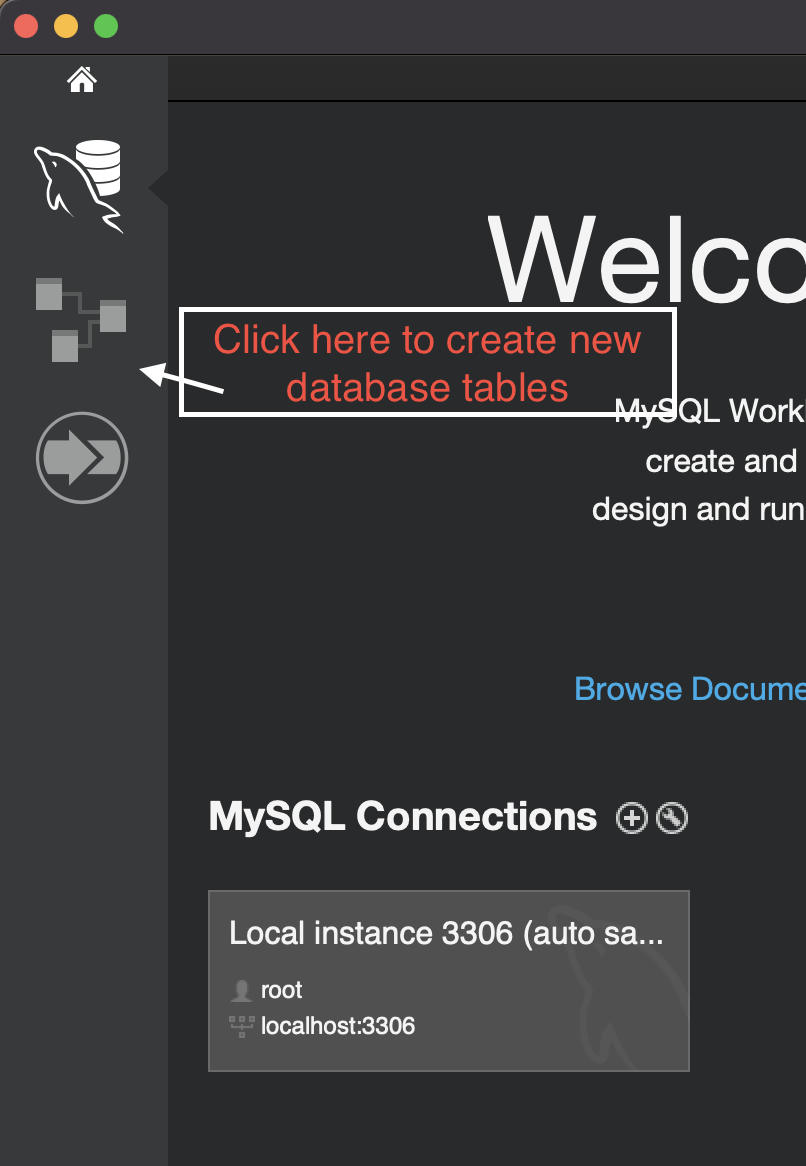 Welco
Click here to create new
database tables
MySQL Work
create and
design and run
Browse Docume
MySQL Connections
Local instance 3306 (auto sa...
root
localhost:3306